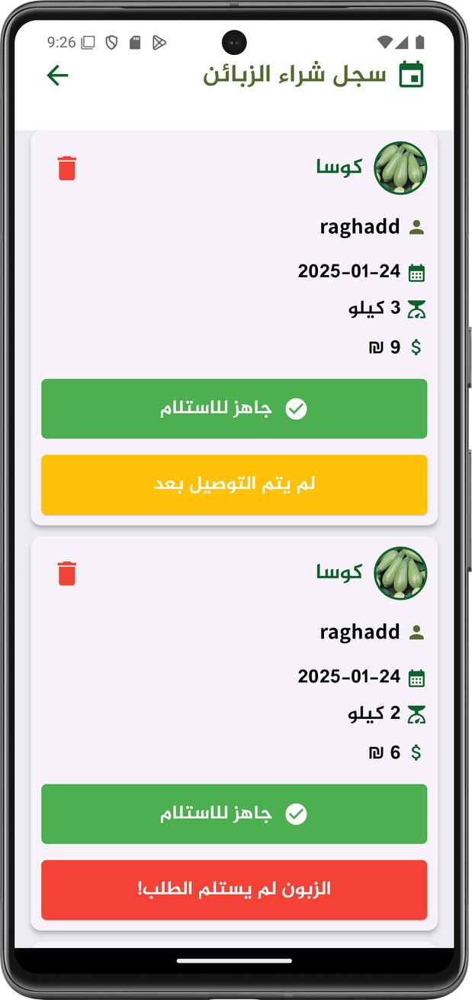 9:26
سجل شراء الزبائن
كوسا
raghadd
2025-01-24
3 كيلو
9 ₪
جاهز للاستلام
لم يتم التوصيل بعد
كوسا
raghadd
2025-01-24
2 كيلو
6 ₪
جاهز للاستلام
الزبون لم يستلم الطلب!